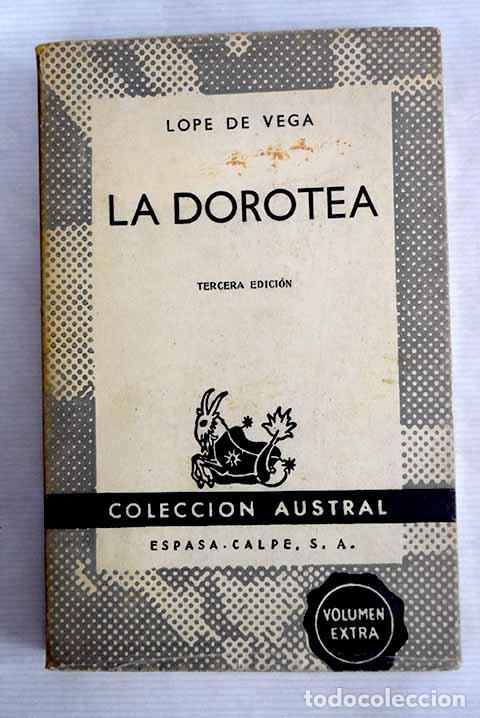 LOPE DE VEGA
LA DOROTEA
TERCERA EDICIÓN
COLECCION AUSTRAL
ESPASA-CALPE, S. A.
VOLUMEN
EXTRA
todocoleccion